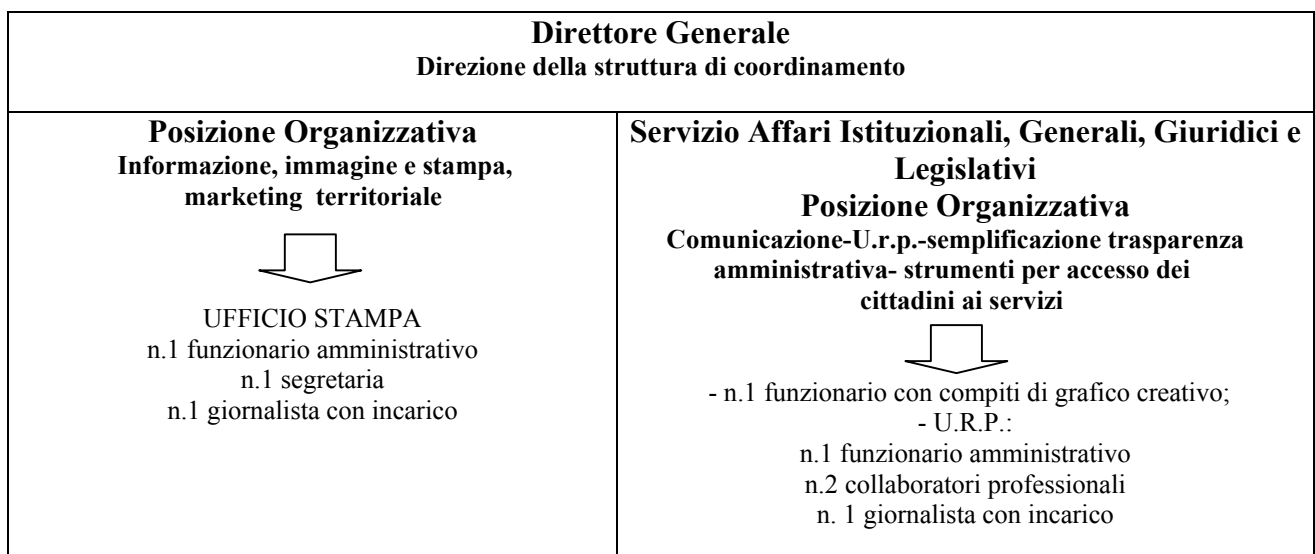 Direttore Generale
Direzione della struttura di coordinamento
Posizione Organizzativa
Informazione, immagine e stampa,
marketing territoriale
UFFICIO STAMPA
n.1 funzionario amministrativo
n.1 segretaria
n.1 giornalista con incarico
Servizio Affari Istituzionali, Generali, Giuridici e
Legislativi
Posizione Organizzativa
Comunicazione-U.r.p.-semplificazione trasparenza
amministrativa- strumenti per accesso dei
cittadini ai servizi
- n.1 funzionario con compiti di grafico creativo;
- U.R.P.:
n.1 funzionario amministrativo
n.2 collaboratori professionali
n. 1 giornalista con incarico